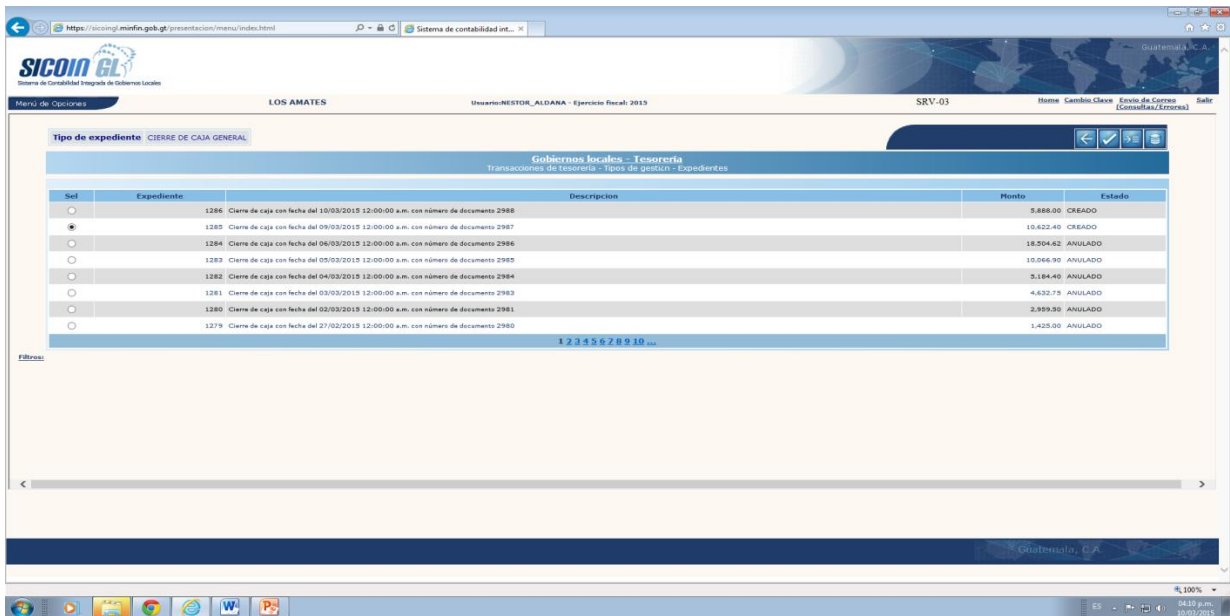 https://sicoingl.minfin.gob.gt/presentacion/menu/index.html
Sistema de contabilidad int...
SICOIN GL
Sistema de Contabilidad Integrada de Gobiernos Locales
Guatemala, C.A.
Menú de Opciones
LOS AMATES
Usuario:NESTOR_ALDANA - Ejercicio fiscal: 2015
SRV-03
Home Cambio Clave Envio de Correo (Consultas/Errores) Salir
Tipo de expediente CIERRE DE CAJA GENERAL
Gobiernos locales - Tesorería
Transacciones de tesorería - Tipos de gestión - Expedientes
Sel Expediente Descripcion Monto Estado
1286 Cierre de caja con fecha del 10/03/2015 12:00:00 a.m. con número de documento 2988 5,888.00 CREADO
1285 Cierre de caja con fecha del 09/03/2015 12:00:00 a.m. con número de documento 2987 10,622.40 CREADO
1284 Cierre de caja con fecha del 06/03/2015 12:00:00 a.m. con número de documento 2986 18,504.62 ANULADO
1283 Cierre de caja con fecha del 05/03/2015 12:00:00 a.m. con número de documento 2985 10,066.90 ANULADO
1282 Cierre de caja con fecha del 04/03/2015 12:00:00 a.m. con número de documento 2984 5,184.40 ANULADO
1281 Cierre de caja con fecha del 03/03/2015 12:00:00 a.m. con número de documento 2983 4,632.75 ANULADO
1280 Cierre de caja con fecha del 02/03/2015 12:00:00 a.m. con número de documento 2981 2,959.50 ANULADO
1279 Cierre de caja con fecha del 27/02/2015 12:00:00 a.m. con número de documento 2980 1,425.00 ANULADO
1 2 3 4 5 6 7 8 9 10 ...
Filtros:
Guatemala, C.A.
100%
ES
04:10 p.m.
10/03/2015